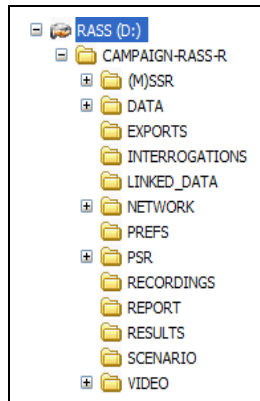 RASS (D:)
CAMPAIGN-RASS-R
(M)SSR
DATA
EXPORTS
INTERROGATIONS
LINKED_DATA
NETWORK
PREFS
PSR
RECORDINGS
REPORT
RESULTS
SCENARIO
VIDEO